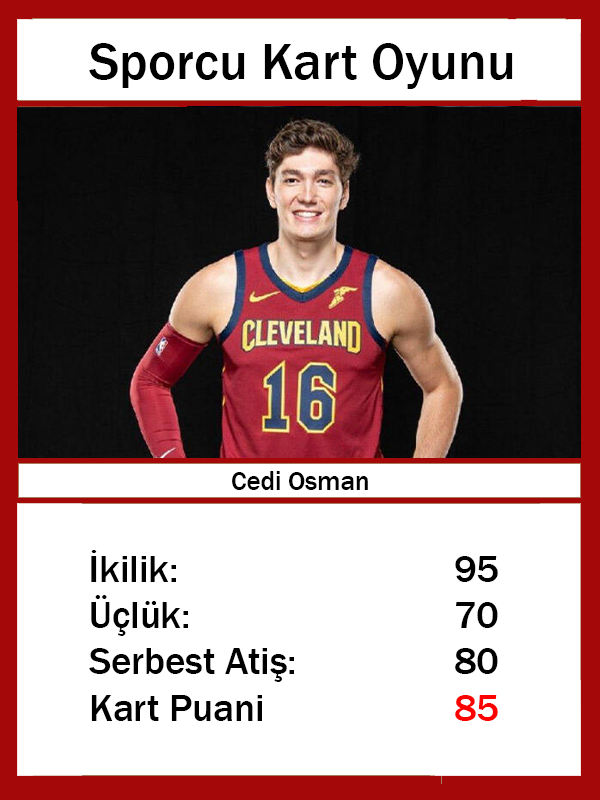 Sporcu Kart Oyunu
CLEVELAND
16
Cedi Osman
İkilik: 95
Üçlük: 70
Serbest Atiş: 80
Kart Puani 85